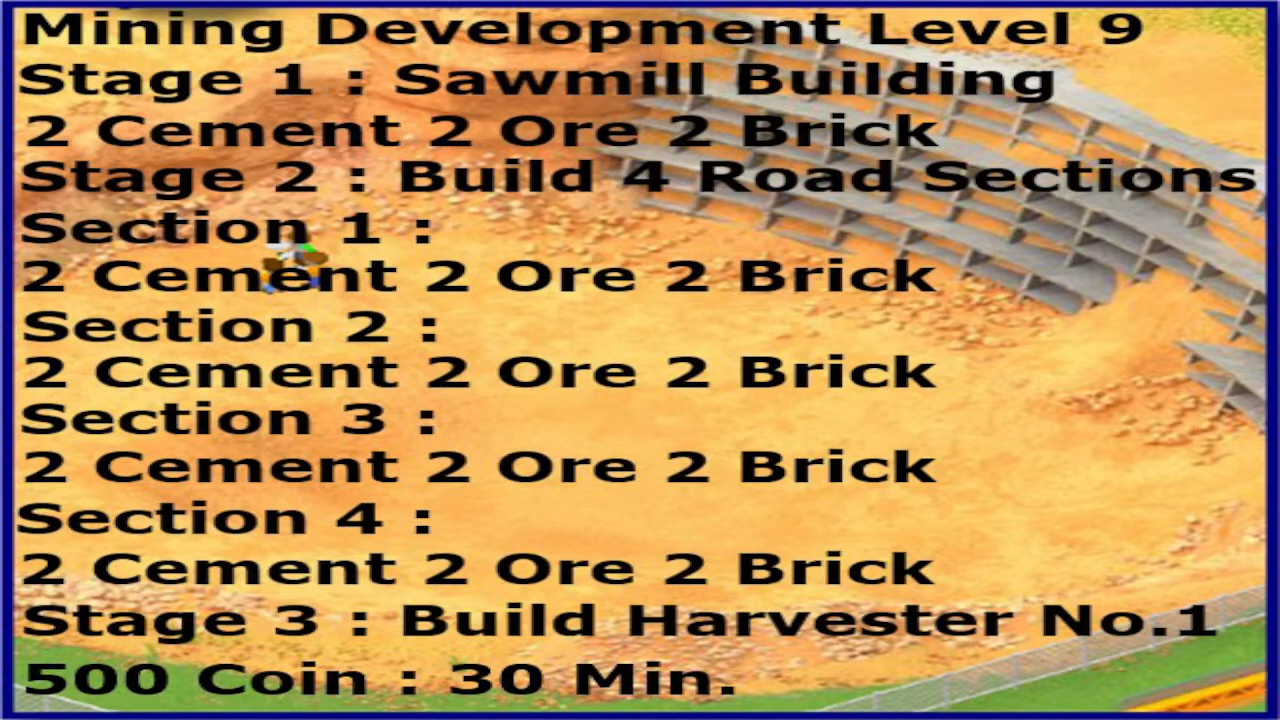 Mining Development Level 9
Stage 1 : Sawmill Building
2 Cement 2 Ore 2 Brick
Stage 2 : Build 4 Road Sections
Section 1 :
2 Cement 2 Ore 2 Brick
Section 2 :
2 Cement 2 Ore 2 Brick
Section 3 :
2 Cement 2 Ore 2 Brick
Section 4 :
2 Cement 2 Ore 2 Brick
Stage 3 : Build Harvester No.1
500 Coin : 30 Min.